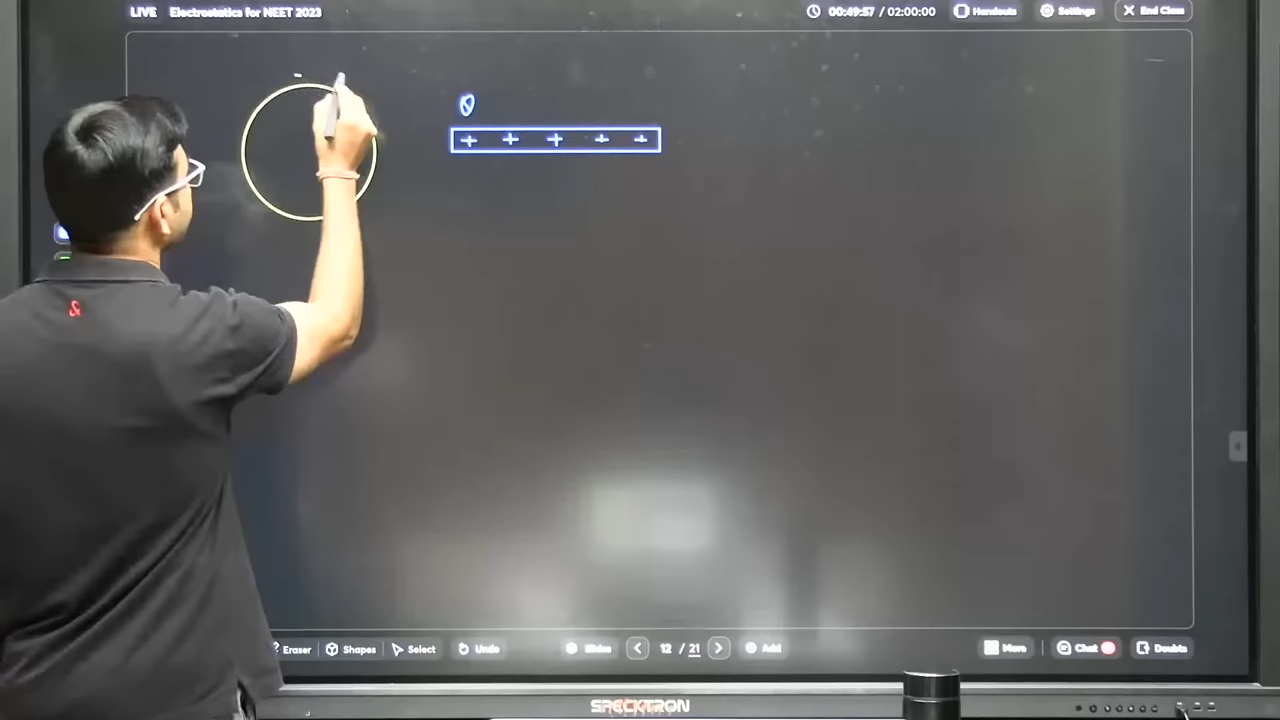 LIVE Electrostatics for NEET 2023 00:49:57 / 02:00:00 Handouts Settings End Class
Q
+ + + + +
Eraser Shapes Select Undo Slides 12 / 21 Add More Chat Doubts
SPECKTRON